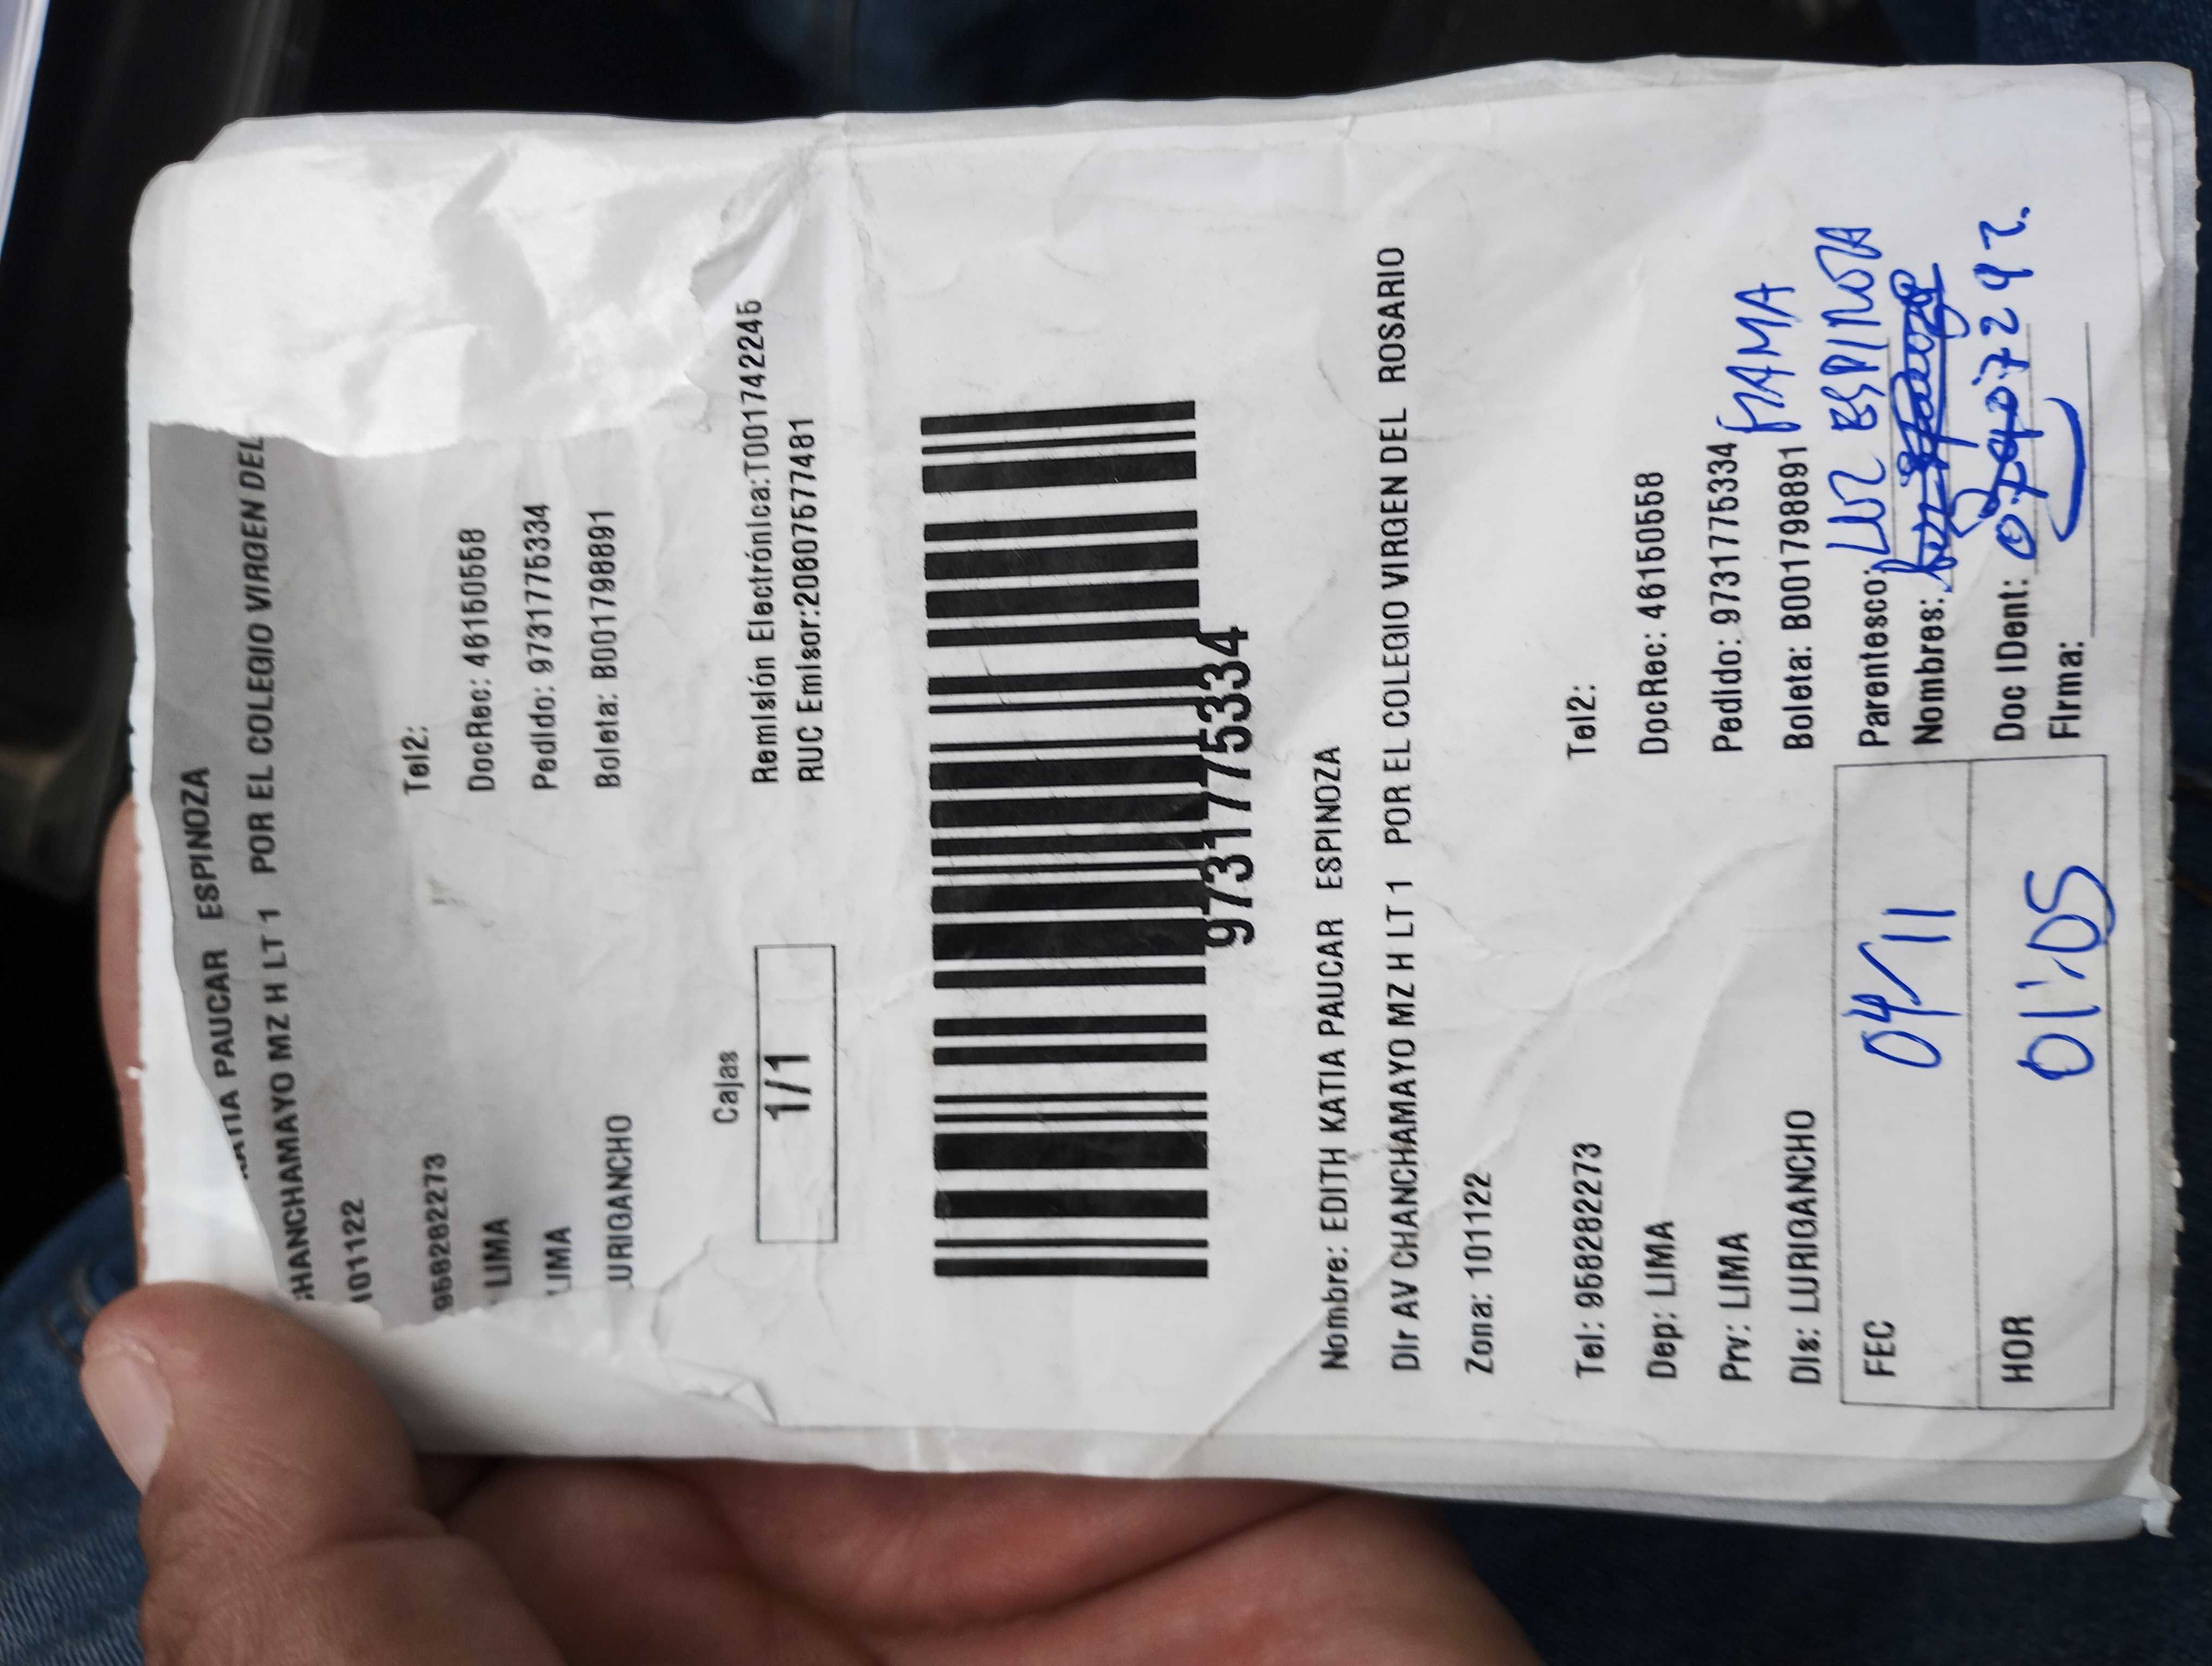 KATIA PAUCAR ESPINOZA
CHANCHAMAYO MZ H LT 1 POR EL COLEGIO VIRGEN DEL
101122
958282273 Tel2:
LIMA DocRec: 46150558
LIMA Pedido: 9731775334
URIGANCHO Boleta: B001798891
Cajas
1/1
Remisión Electrónica:T001742245
RUC Emisor:20607577481
9731775334
Nombre: EDITH KATIA PAUCAR ESPINOZA
Dir AV CHANCHAMAYO MZ H LT 1 POR EL COLEGIO VIRGEN DEL ROSARIO
Zona: 101122
Tel: 958282273 Tel2:
Dep: LIMA DocRec: 46150558
Prv: LIMA Pedido: 9731775334
Dis: LURIGANCHO Boleta: B001798891
MAMA
FEC 04/11 Parentesco: LUZ ESPINOZA
Nombres:
HOR 01:05 Doc IDent:
Firma: